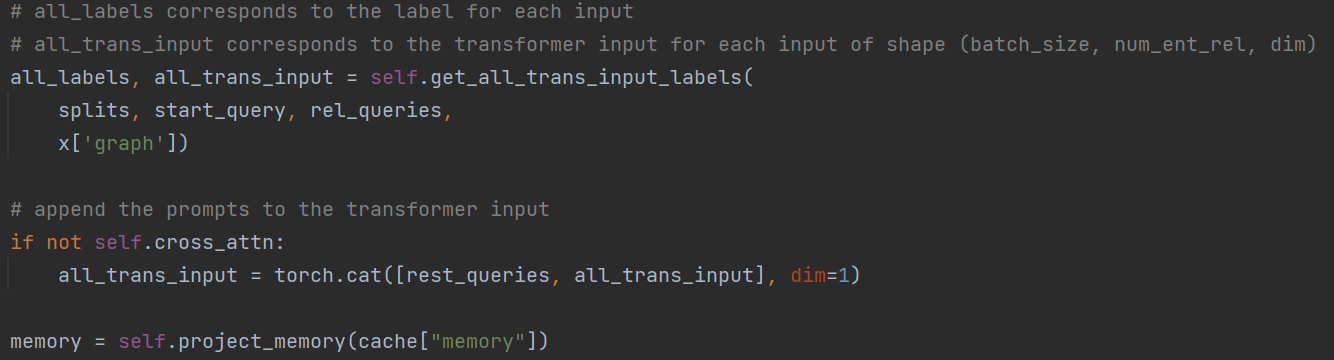 # all_labels corresponds to the label for each input
# all_trans_input corresponds to the transformer input for each input of shape (batch_size, num_ent_rel, dim)
all_labels, all_trans_input = self.get_all_trans_input_labels(
    splits, start_query, rel_queries,
    x['graph'])

# append the prompts to the transformer input
if not self.cross_attn:
    all_trans_input = torch.cat([rest_queries, all_trans_input], dim=1)

memory = self.project_memory(cache["memory"])